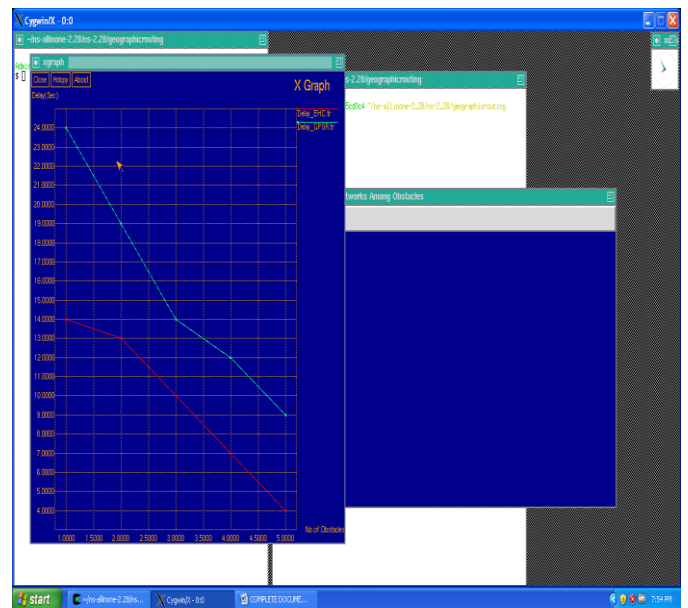 Cygwin/X - 0:0
~/ns-allinone-2.28/ns-2.28/geographicrouting
xgraph
Close Hdcpy About
X Graph
Delay(Sec)
Delay_EHC.tr
Delay_GPSR.tr
24.0000
23.0000
22.0000
21.0000
20.0000
19.0000
18.0000
17.0000
16.0000
15.0000
14.0000
13.0000
12.0000
11.0000
10.0000
9.0000
8.0000
7.0000
6.0000
5.0000
4.0000
1.0000 1.5000 2.0000 2.5000 3.0000 3.5000 4.0000 4.5000 5.0000
No of Obstacles
s-2.28/geographicrouting
"/ns-allinone-2.28/ns-2.28/geographicrouting
tworks Among Obstacles
$
start
~/ns-allinone-2.28/ns...
Cygwin/X - 0:0
COMPLETE DOCUME...
7:54 PM